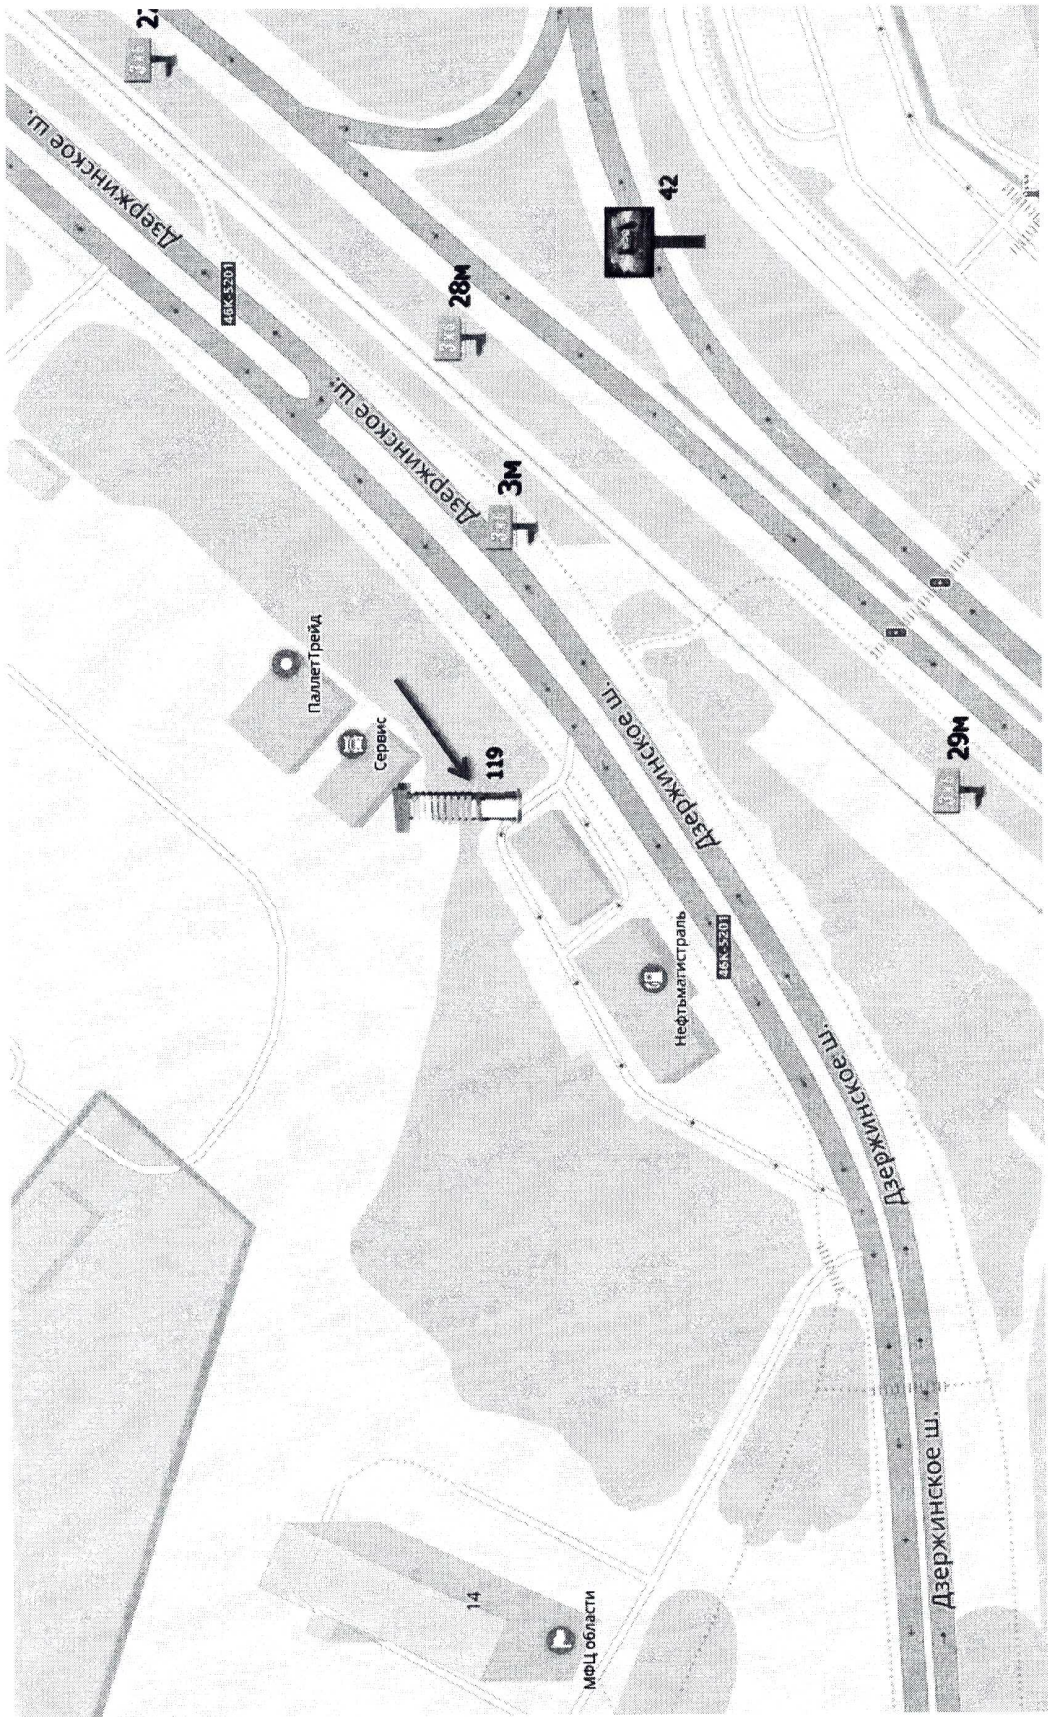 Дзержинское ш.
46К-5201
28м
42
Дзержинское ш.
3м
ПаллетТрейд
Сервис
119
Дзержинское ш.
29м
46К-5201
Нефтьмагистраль
Дзержинское ш.
Дзержинское ш.
14
МФЦ области